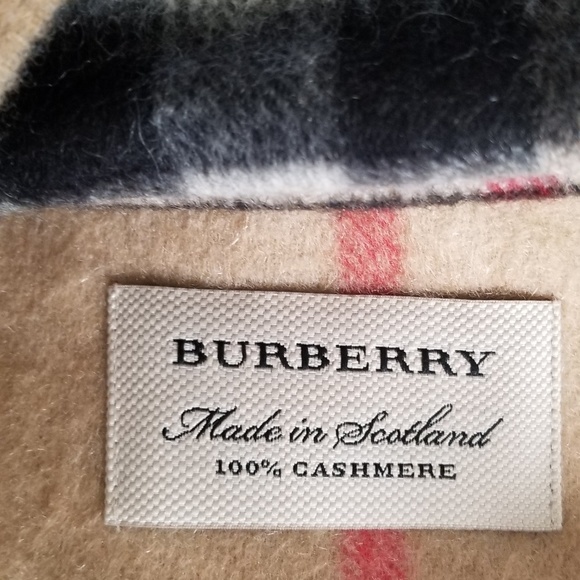 BURBERRY
Made in Scotland
100% CASHMERE